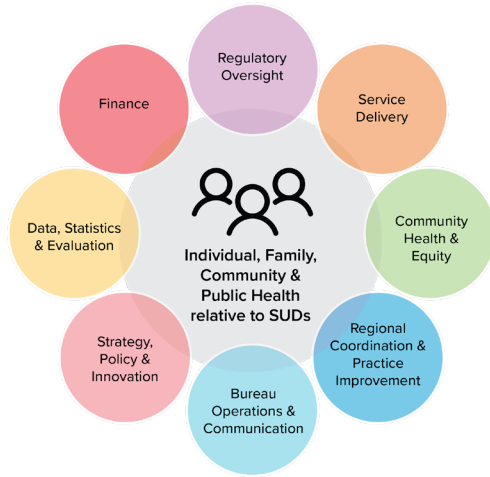 Regulatory
Oversight
Service
Delivery
Community
Health &
Equity
Regional
Coordination &
Practice
Improvement
Bureau
Operations &
Communication
Strategy,
Policy &
Innovation
Data, Statistics
& Evaluation
Finance
Individual, Family,
Community &
Public Health
relative to SUDs